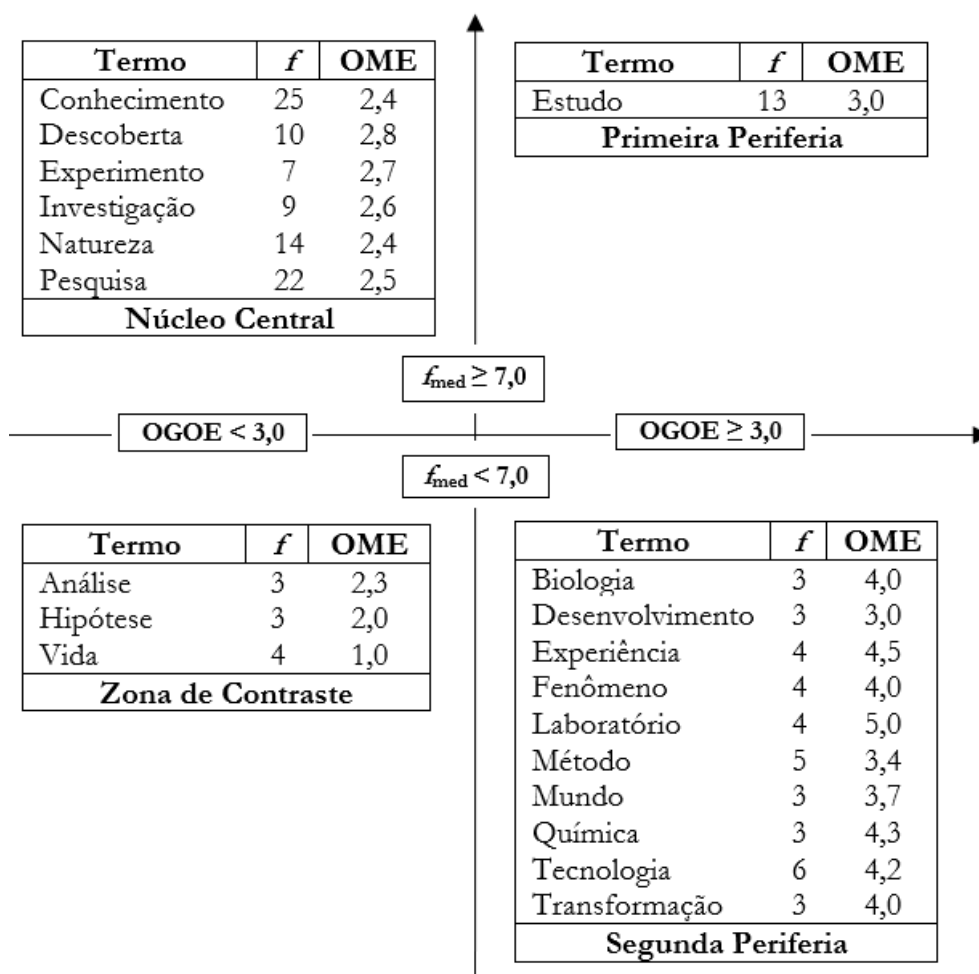 Termo f OME
Conhecimento 25 2,4
Descoberta 10 2,8
Experimento 7 2,7
Investigação 9 2,6
Natureza 14 2,4
Pesquisa 22 2,5
Núcleo Central
Termo f OME
Estudo 13 3,0
Primeira Periferia
fmed ≥ 7,0
OGOE < 3,0
OGOE ≥ 3,0
fmed < 7,0
Termo f OME
Análise 3 2,3
Hipótese 3 2,0
Vida 4 1,0
Zona de Contraste
Termo f OME
Biologia 3 4,0
Desenvolvimento 3 3,0
Experiência 4 4,5
Fenômeno 4 4,0
Laboratório 4 5,0
Método 5 3,4
Mundo 3 3,7
Química 3 4,3
Tecnologia 6 4,2
Transformação 3 4,0
Segunda Periferia